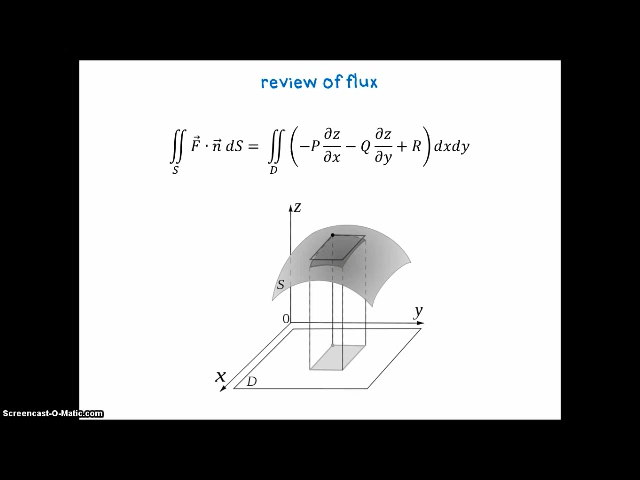 review of flux
∬_S F⃗ · n⃗ dS = ∬_D (−P ∂z/∂x − Q ∂z/∂y + R) dxdy
z
S
0
y
x
D
Screencast-O-Matic.com